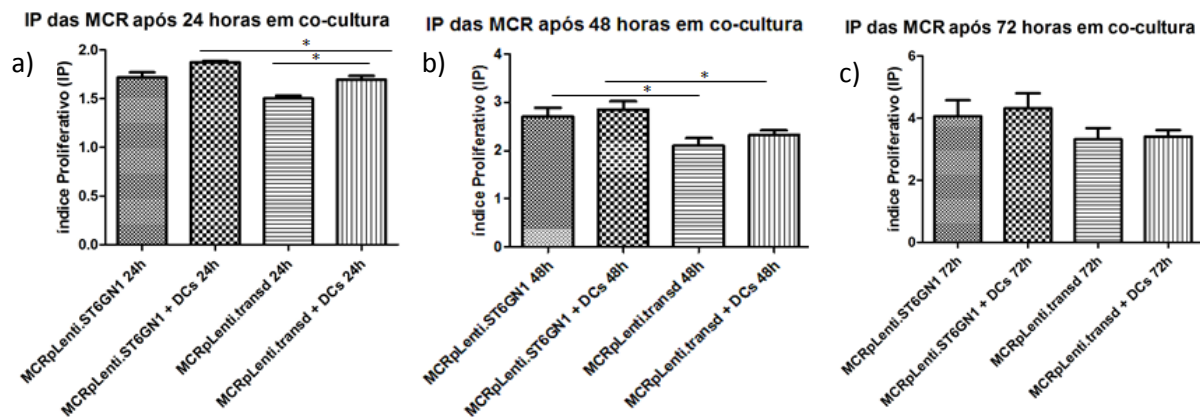 IP das MCR após 24 horas em co-cultura
a)
índice Proliferativo (IP)
2.0
1.5
1.0
0.5
0.0
*
*
MCRpLenti.ST6GN1 24h
MCRpLenti.ST6GN1 + DCs 24h
MCRpLenti.transd 24h
MCRpLenti.transd + DCs 24h
IP das MCR após 48 horas em co-cultura
b)
índice Proliferativo (IP)
4
3
2
1
0
*
*
MCRpLenti.ST6GN1 48h
MCRpLenti.ST6GN1 + DCs 48h
MCRpLenti.transd 48h
MCRpLenti.transd + DCs 48h
IP das MCR após 72 horas em co-cultura
c)
índice Proliferativo (IP)
6
4
2
0
MCRpLenti.ST6GN1 72h
MCRpLenti.ST6GN1 + DCs 72h
MCRpLenti.transd 72h
MCRpLenti.transd + DCs 72h